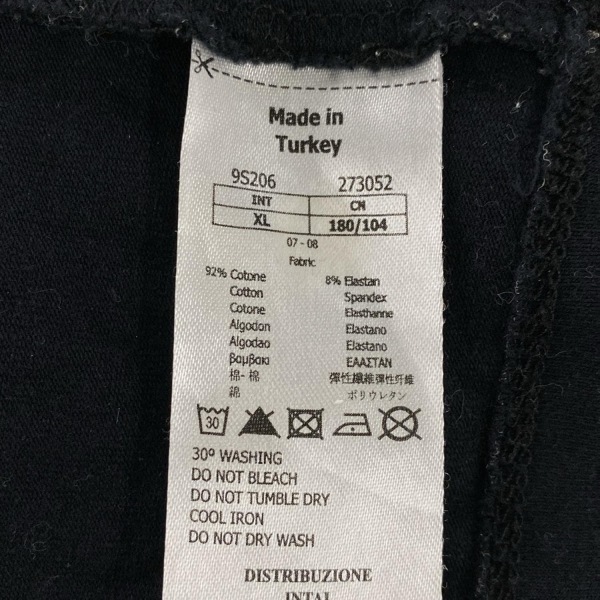 Made in
Turkey
9S206 273052
INT CN
XL 180/104
07 - 08
Fabric
92% Cotone 8% Elastan
Cotton Spandex
Cotone Elasthanne
Algodon Elastano
Algodao Elastano
βαμβακι ΕΛΑΣΤΑΝ
棉- 棉 彈性纖維彈性纤维
綿 ポリウレタン
30
30º WASHING
DO NOT BLEACH
DO NOT TUMBLE DRY
COOL IRON
DO NOT DRY WASH
DISTRIBUZIONE